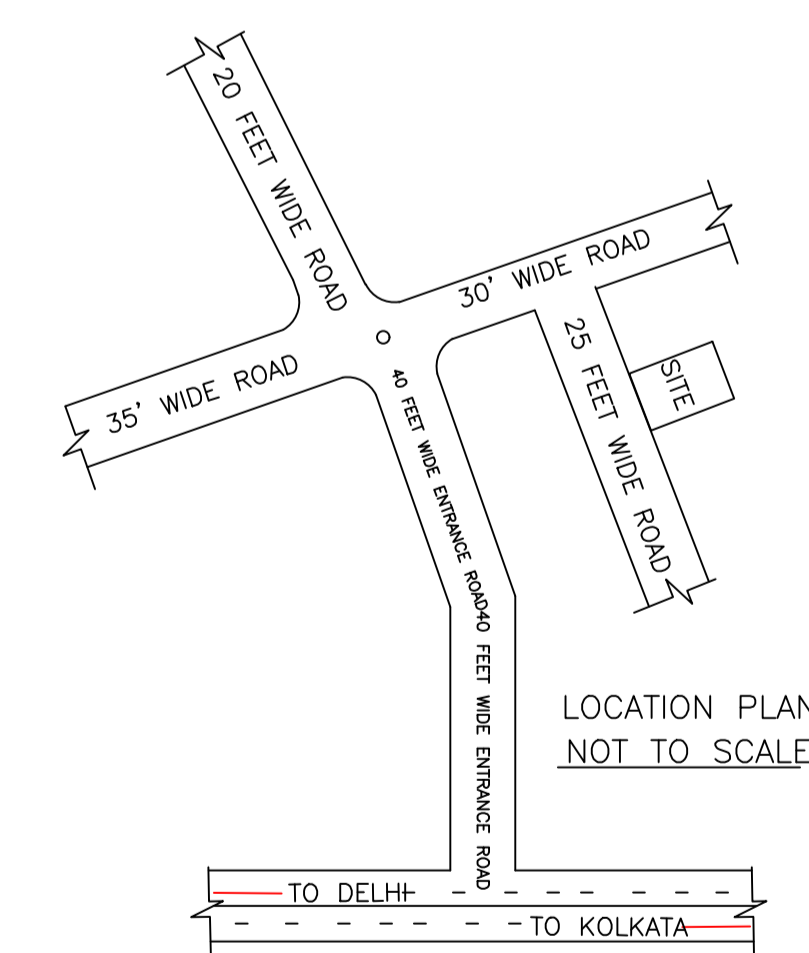 20 FEET WIDE ROAD
30' WIDE ROAD
35' WIDE ROAD
25 FEET WIDE ROAD
SITE
40 FEET WIDE ENTRANCE ROAD
40 FEET WIDE ENTRANCE ROAD
LOCATION PLAN
NOT TO SCALE
TO DELHI
TO KOLKATA